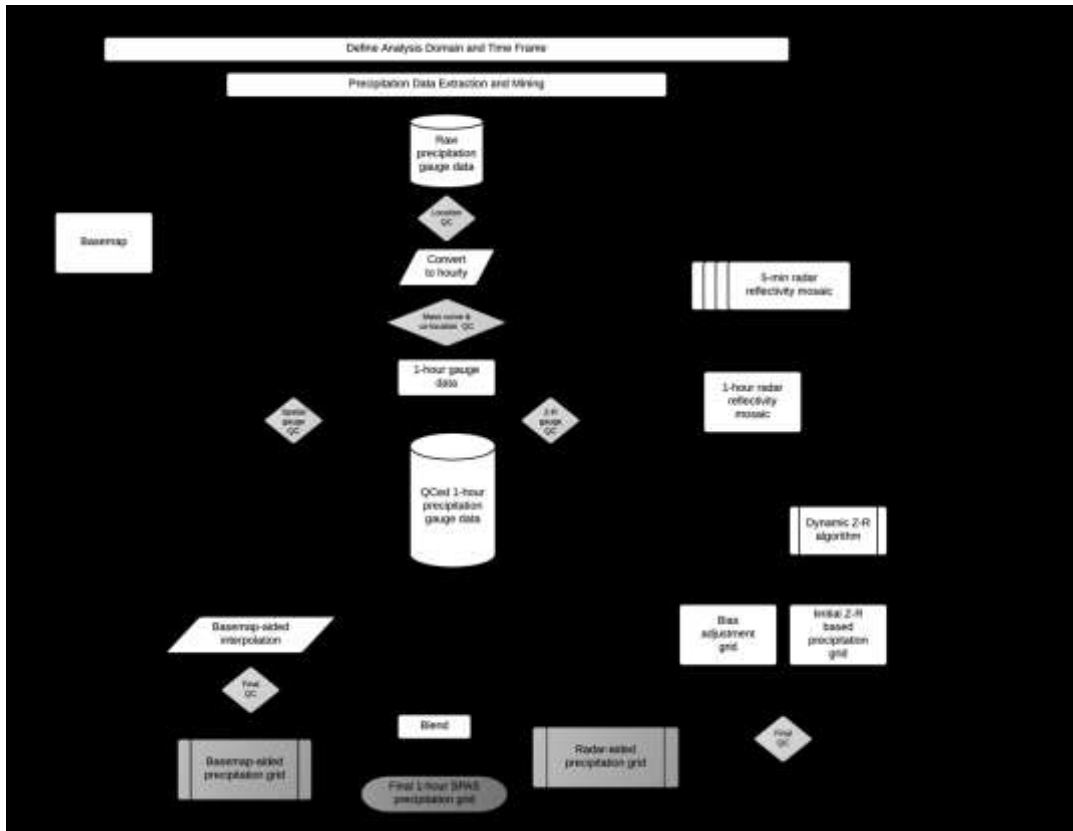 Define Analysis Domain and Time Frame
Precipitation Data Extraction and Mining
Raw
precipitation
gauge data
Location
QC
Basemap
Convert
to hourly
5-min radar
reflectivity mosaic
Mass curve &
co-location QC
1-hour gauge
data
1-hour radar
reflectivity
mosaic
Spatial
gauge
QC
Z-R
gauge
QC
QCed 1-hour
precipitation
gauge data
Dynamic Z-R
algorithm
Basemap-aided
interpolation
Bias
adjustment
grid
Initial Z-R
based
precipitation
grid
Final
QC
Blend
Final
QC
Basemap-aided
precipitation grid
Radar-aided
precipitation grid
Final 1-hour SPAS
precipitation grid